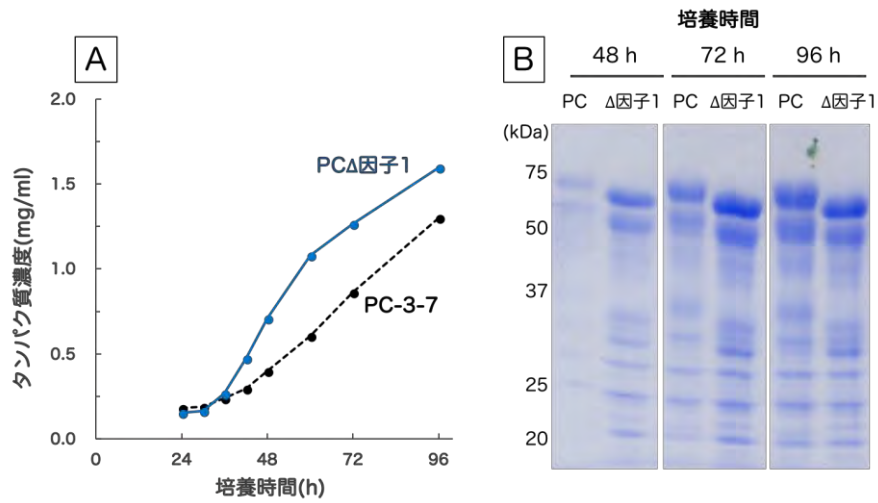 A
タンパク質濃度(mg/ml)
2.0
1.5
1.0
0.5
0.0
0
24
48
72
96
培養時間(h)
PCΔ因子1
PC-3-7
B
培養時間
48 h
72 h
96 h
PC Δ因子1 PC Δ因子1 PC Δ因子1
(kDa)
75
50
37
25
20